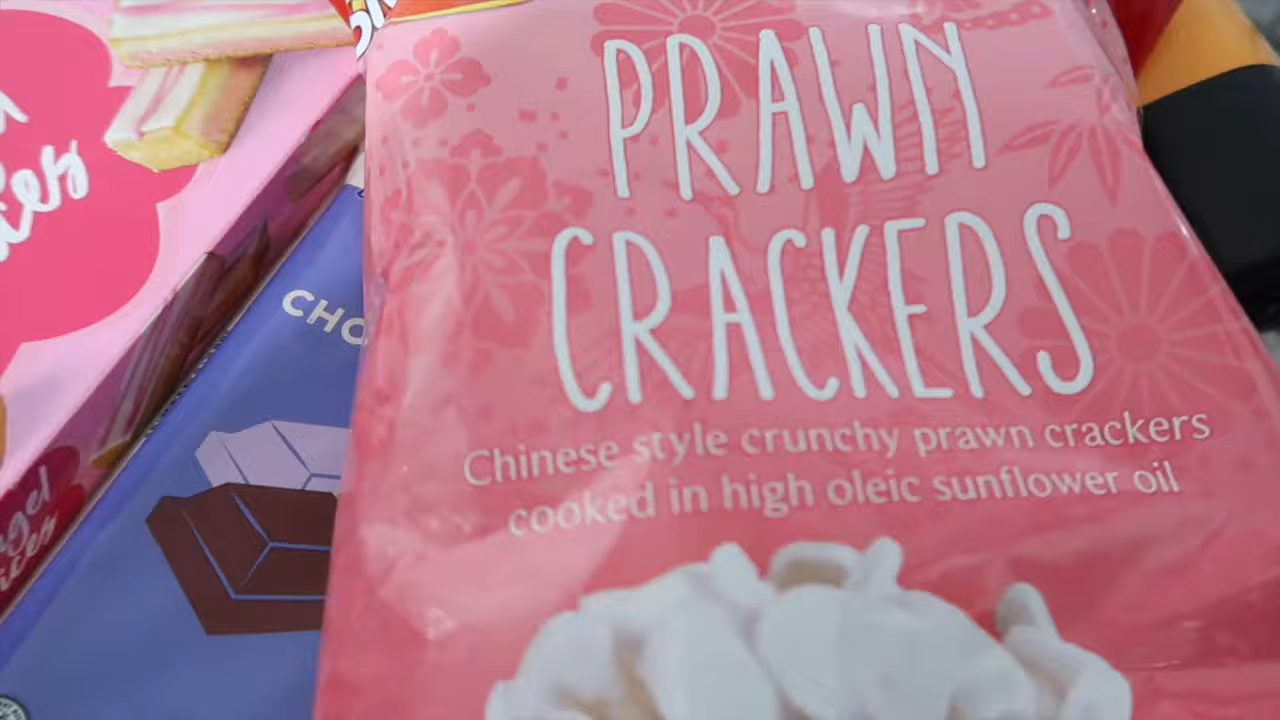 PRAWN
CRACKERS
Chinese style crunchy prawn crackers
cooked in high oleic sunflower oil
CHO